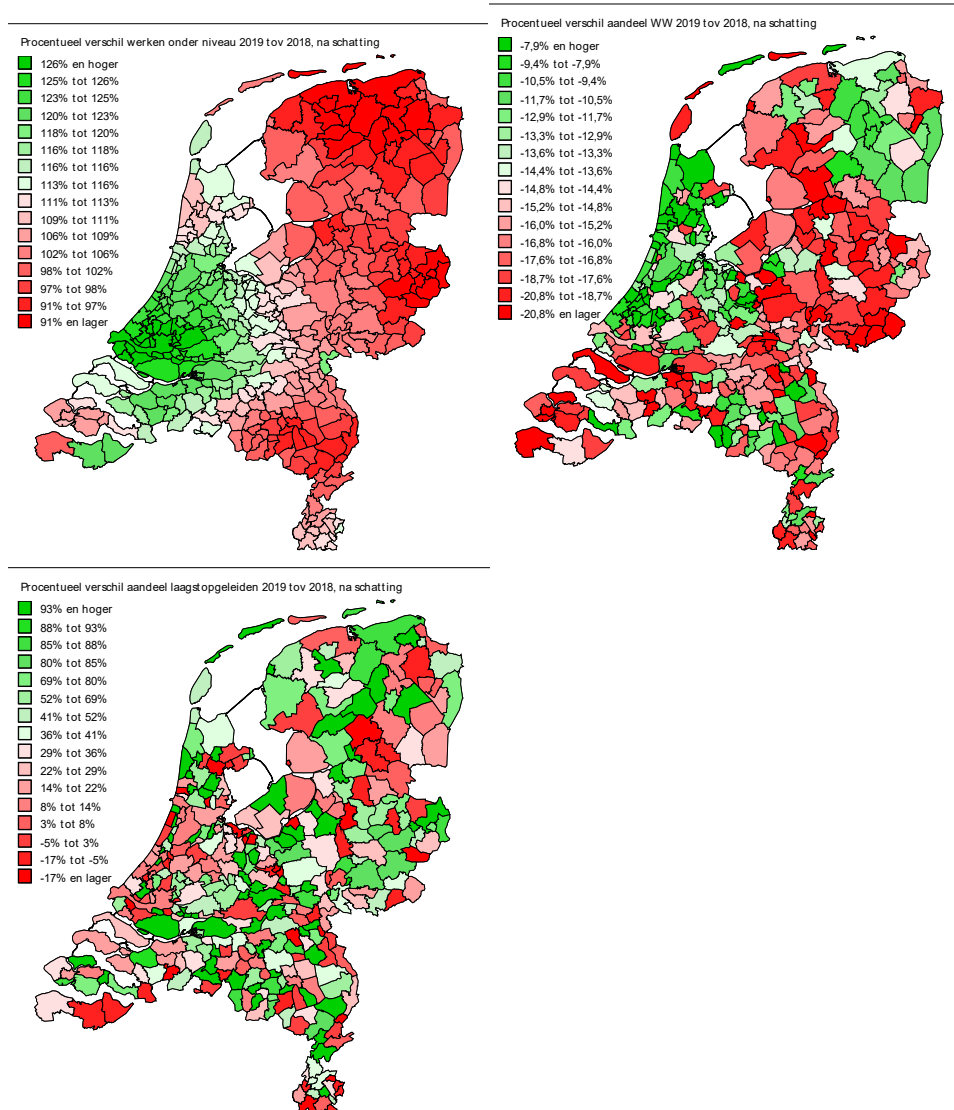 Procentueel verschil werken onder niveau 2019 tov 2018, na schatting
126% en hoger
125% tot 126%
123% tot 125%
120% tot 123%
118% tot 120%
116% tot 118%
116% tot 116%
113% tot 116%
111% tot 113%
109% tot 111%
106% tot 109%
102% tot 106%
98% tot 102%
97% tot 98%
91% tot 97%
91% en lager
Procentueel verschil aandeel WW 2019 tov 2018, na schatting
-7,9% en hoger
-9,4% tot -7,9%
-10,5% tot -9,4%
-11,7% tot -10,5%
-12,9% tot -11,7%
-13,3% tot -12,9%
-13,6% tot -13,3%
-14,4% tot -13,6%
-14,8% tot -14,4%
-15,2% tot -14,8%
-16,0% tot -15,2%
-16,8% tot -16,0%
-17,6% tot -16,8%
-18,7% tot -17,6%
-20,8% tot -18,7%
-20,8% en lager
Procentueel verschil aandeel laagstopgeleiden 2019 tov 2018, na schatting
93% en hoger
88% tot 93%
85% tot 88%
80% tot 85%
69% tot 80%
52% tot 69%
41% tot 52%
36% tot 41%
29% tot 36%
22% tot 29%
14% tot 22%
8% tot 14%
3% tot 8%
-5% tot 3%
-17% tot -5%
-17% en lager